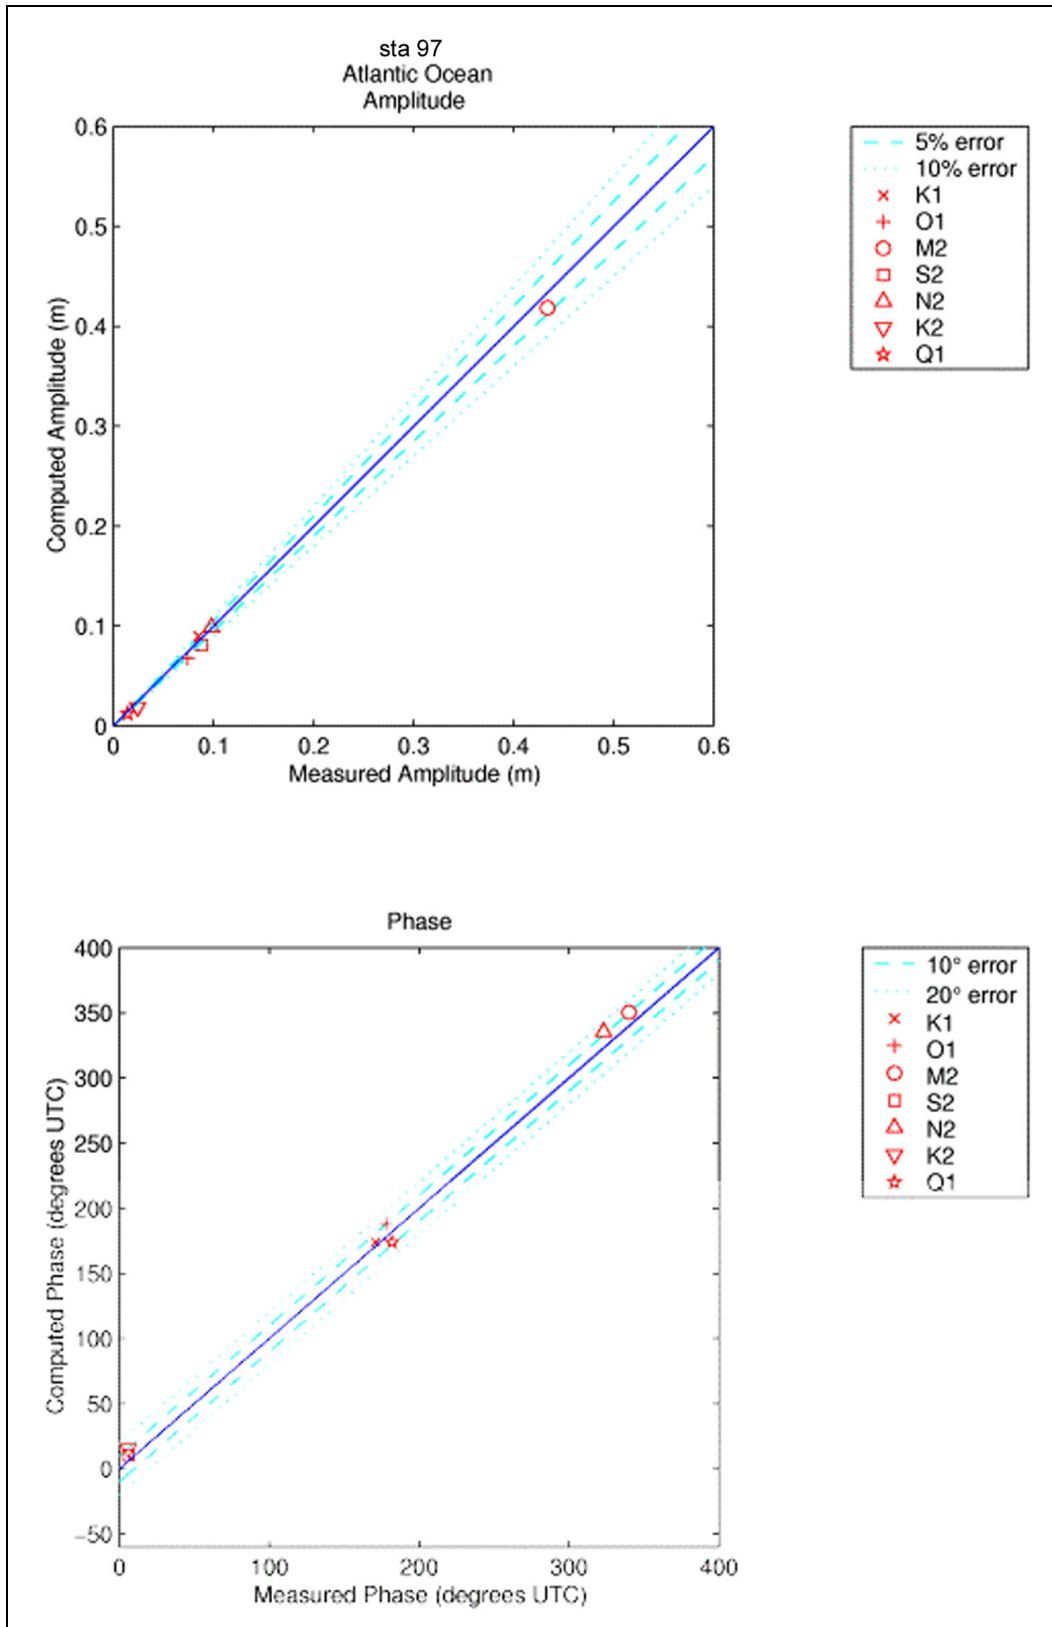 sta 97
Atlantic Ocean
Amplitude
0.6
0.5
0.4
0.3
0.2
0.1
0
Computed Amplitude (m)
0 0.1 0.2 0.3 0.4 0.5 0.6
Measured Amplitude (m)
5% error
10% error
K1
O1
M2
S2
N2
K2
Q1
Phase
400
350
300
250
200
150
100
50
0
−50
Computed Phase (degrees UTC)
0 100 200 300 400
Measured Phase (degrees UTC)
10° error
20° error
K1
O1
M2
S2
N2
K2
Q1